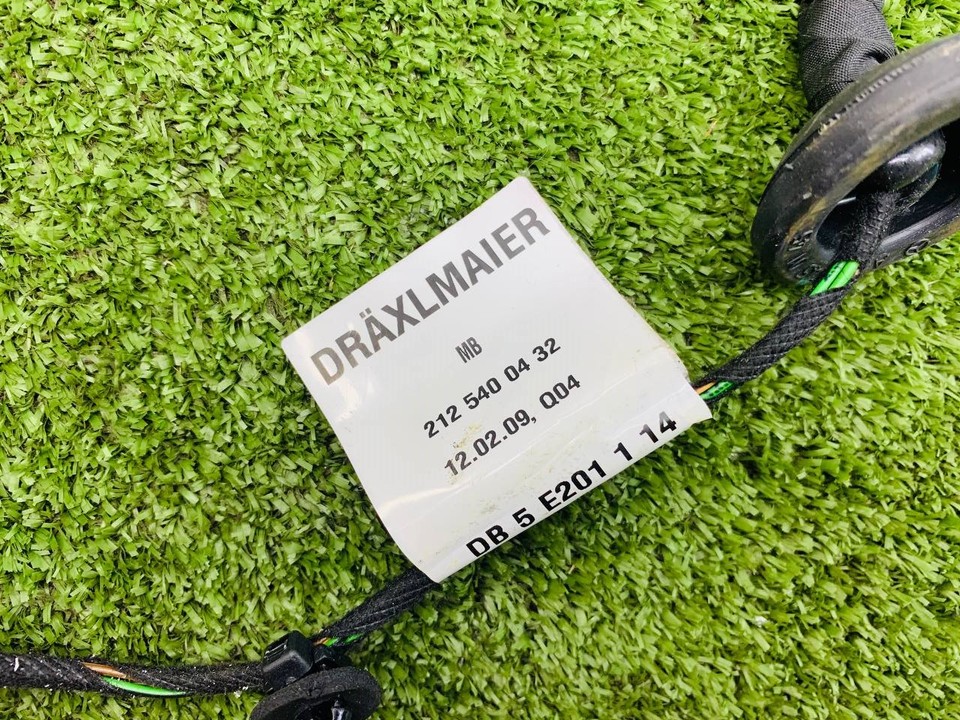 DRÄXLMAIER
MB
212 540 04 32
12.02.09, Q04
DB 5 E201 1 14